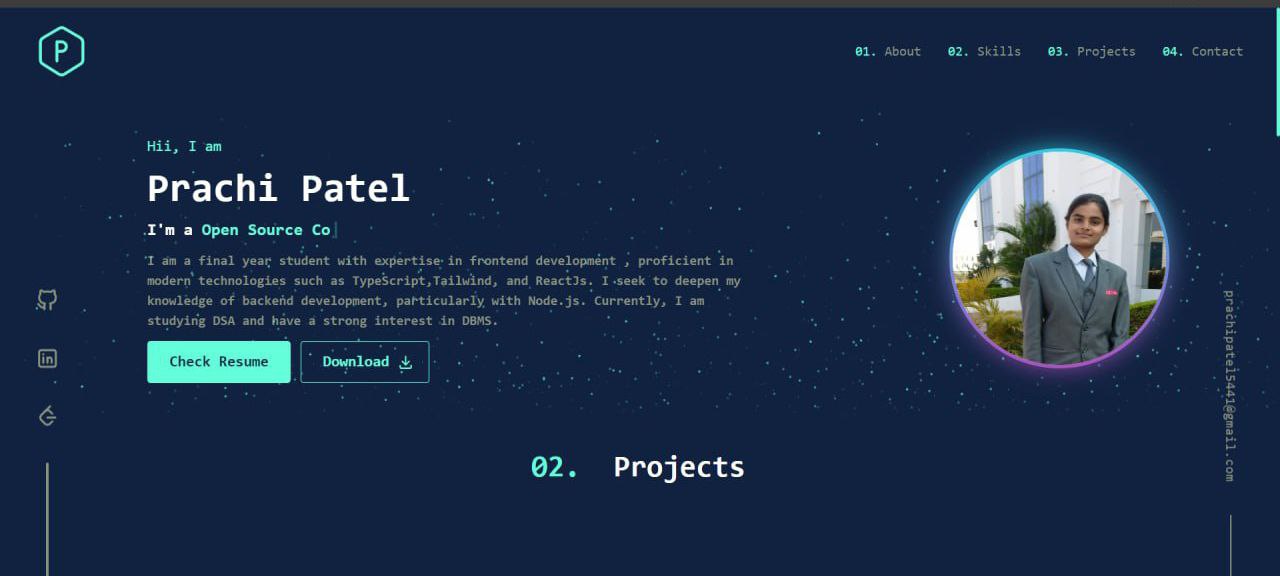 P
01. About 02. Skills 03. Projects 04. Contact
Hii, I am
Prachi Patel
I'm a Open Source Co
I am a final year student with expertise in frontend development , proficient in
modern technologies such as TypeScript,Tailwind, and ReactJs. I seek to deepen my
knowledge of backend development, particularly with Node.js. Currently, I am
studying DSA and have a strong interest in DBMS.
Check Resume Download
in
prachipatel5441@gmail.com
02. Projects